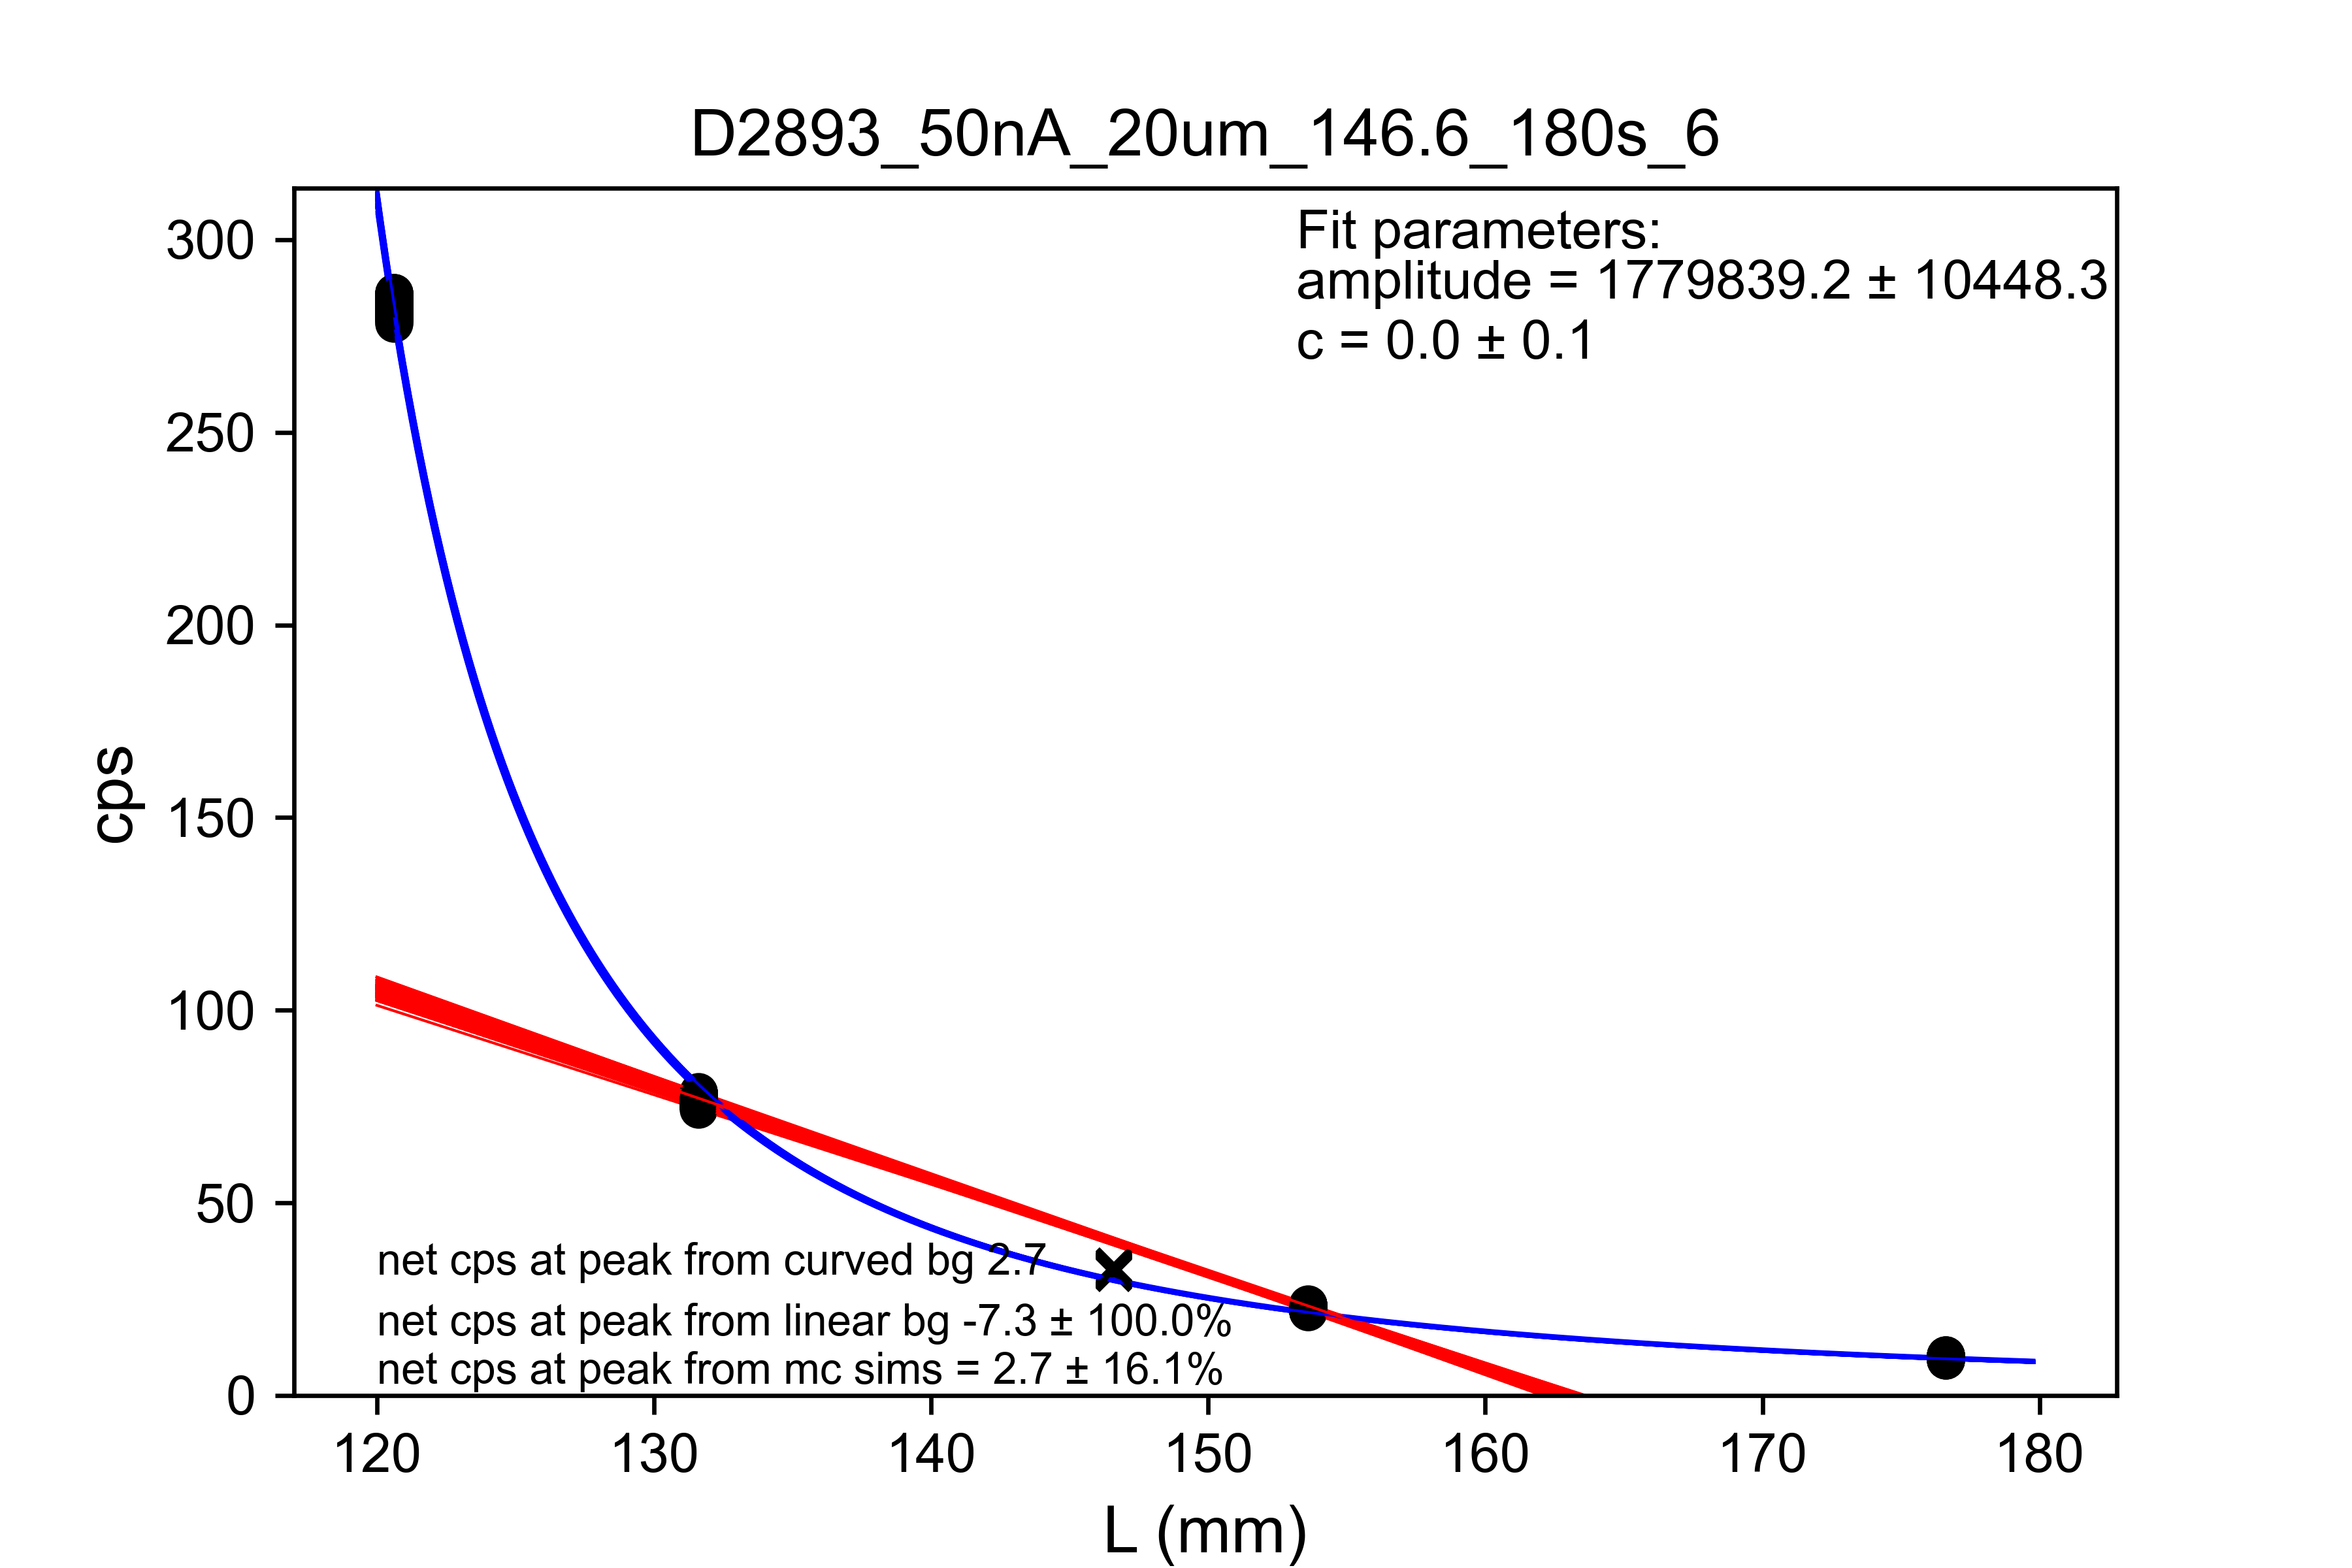 D2893_50nA_20um_146.6_180s_6
Fit parameters:
amplitude = 1779839.2 ± 10448.3
c = 0.0 ± 0.1
300
250
200
150
100
50
0
cps
net cps at peak from curved bg 2.7
net cps at peak from linear bg -7.3 ± 100.0%
net cps at peak from mc sims = 2.7 ± 16.1%
120 130 140 150 160 170 180
L (mm)